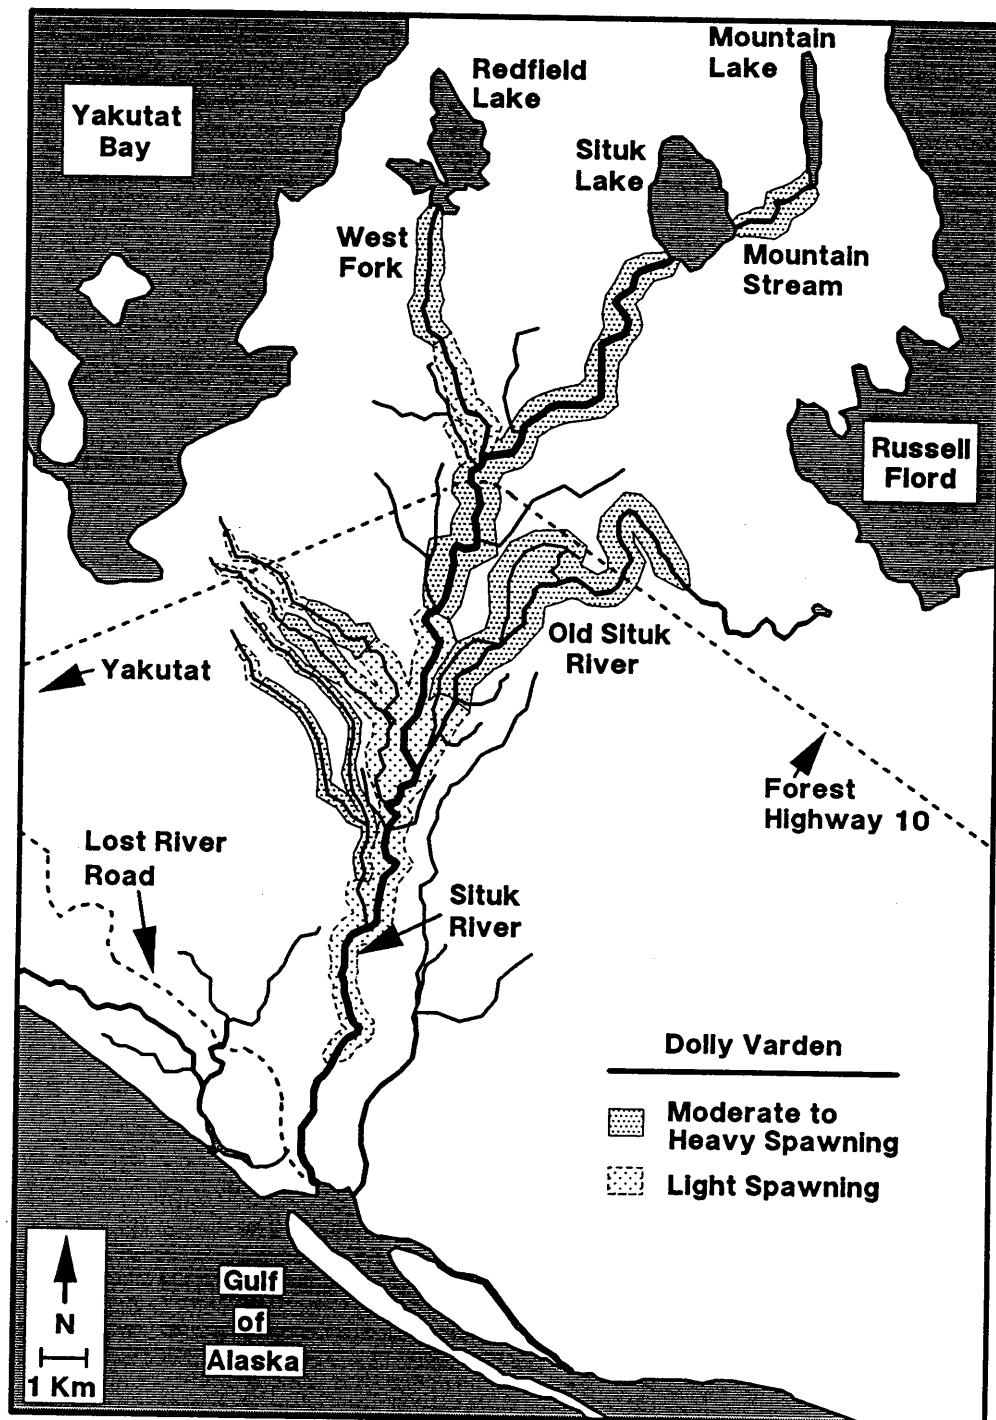 Mountain
Lake
Redfield
Lake
Yakutat
Bay
Situk
Lake
West
Fork
Mountain
Stream
Russell
Fiord
Old Situk
River
Yakutat
Forest
Highway 10
Lost River
Road
Situk
River
Dolly Varden
Moderate to
Heavy Spawning
Light Spawning
Gulf
of
Alaska
N
1 Km